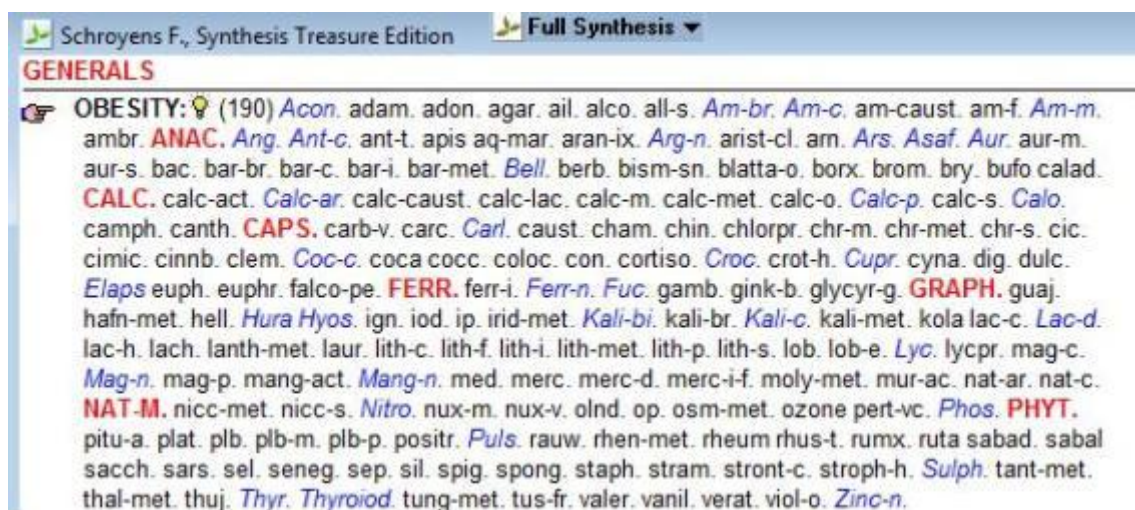 Schroyens F., Synthesis Treasure Edition Full Synthesis
GENERALS
OBESITY: (190) Acon. adam. adon. agar. ail. alco. all-s. Am-br. Am-c. am-caust. am-f. Am-m.
ambr. ANAC. Ang. Ant-c. ant-t. apis aq-mar. aran-ix. Arg-n. arist-cl. arn. Ars. Asaf. Aur. aur-m.
aur-s. bac. bar-br. bar-c. bar-i. bar-met. Bell. berb. bism-sn. blatta-o. borx. brom. bry. bufo calad.
CALC. calc-act. Calc-ar. calc-caust. calc-lac. calc-m. calc-met. calc-o. Calc-p. calc-s. Calo.
camph. canth. CAPS. carb-v. carc. Carl. caust. cham. chin. chlorpr. chr-m. chr-met. chr-s. cic.
cimic. cinnb. clem. Coc-c. coca cocc. coloc. con. cortiso. Croc. crot-h. Cupr. cyna. dig. dulc.
Elaps euph. euphr. falco-pe. FERR. ferr-i. Ferr-n. Fuc. gamb. gink-b. glycyr-g. GRAPH. guaj.
hafn-met. hell. Hura Hyos. ign. iod. ip. irid-met. Kali-bi. kali-br. Kali-c. kali-met. kola lac-c. Lac-d.
lac-h. lach. lanth-met. laur. lith-c. lith-f. lith-i. lith-met. lith-p. lith-s. lob. lob-e. Lyc. lycpr. mag-c.
Mag-n. mag-p. mang-act. Mang-n. med. merc. merc-d. merc-i-f. moly-met. mur-ac. nat-ar. nat-c.
NAT-M. nicc-met. nicc-s. Nitro. nux-m. nux-v. olnd. op. osm-met. ozone pert-vc. Phos. PHYT.
pitu-a. plat. plb. plb-m. plb-p. positr. Puls. rauw. rhen-met. rheum rhus-t. rumx. ruta sabad. sabal
sacch. sars. sel. seneg. sep. sil. spig. spong. staph. stram. stront-c. stroph-h. Sulph. tant-met.
thal-met. thuj. Thyr. Thyroiod. tung-met. tus-fr. valer. vanil. verat. viol-o. Zinc-n.